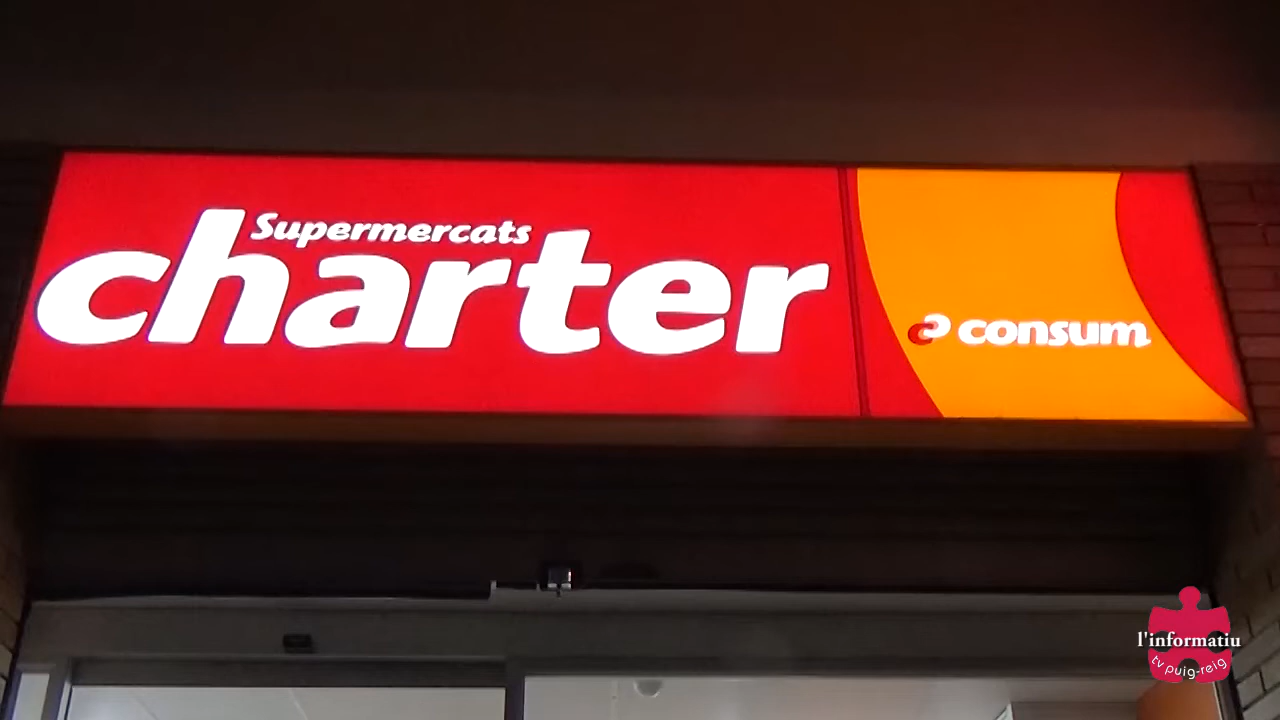 Supermercats
charter
consum
l'informatiu
tv puig-reig